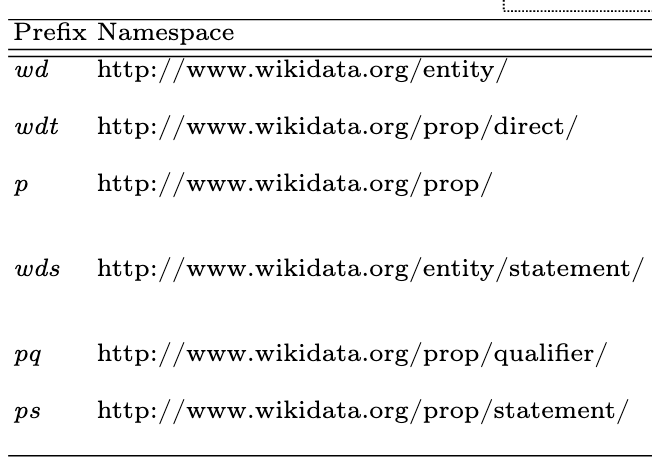 Prefix Namespace
wd http://www.wikidata.org/entity/
wdt http://www.wikidata.org/prop/direct/
p http://www.wikidata.org/prop/
wds http://www.wikidata.org/entity/statement/
pq http://www.wikidata.org/prop/qualifier/
ps http://www.wikidata.org/prop/statement/